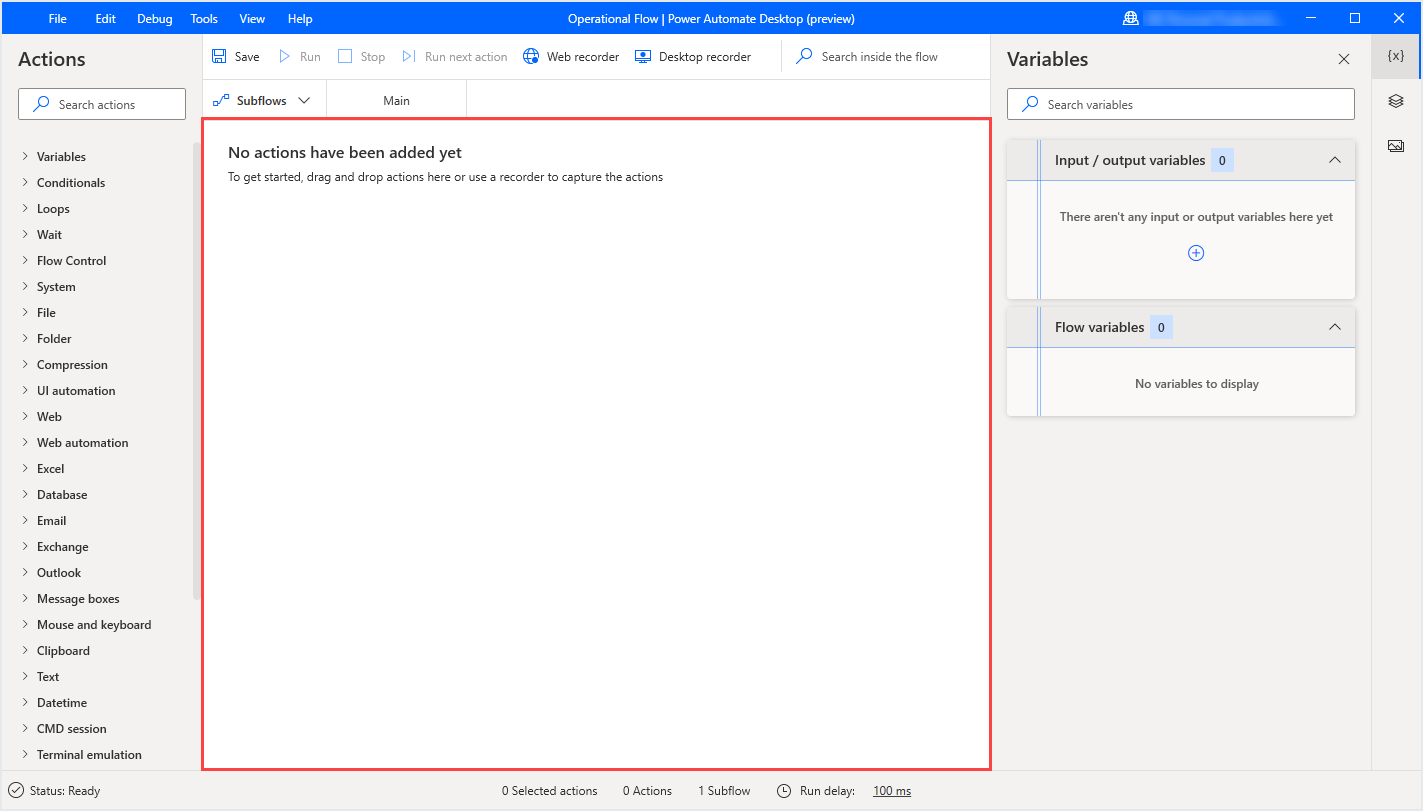 File Edit Debug Tools View Help Operational Flow | Power Automate Desktop (preview)
Actions
Search actions
Variables
Conditionals
Loops
Wait
Flow Control
System
File
Folder
Compression
UI automation
Web
Web automation
Excel
Database
Email
Exchange
Outlook
Message boxes
Mouse and keyboard
Clipboard
Text
Datetime
CMD session
Terminal emulation
Save Run Stop Run next action Web recorder Desktop recorder Search inside the flow
Subflows Main
No actions have been added yet
To get started, drag and drop actions here or use a recorder to capture the actions
Variables
{x}
Search variables
Input / output variables 0
There aren't any input or output variables here yet
Flow variables 0
No variables to display
Status: Ready 0 Selected actions 0 Actions 1 Subflow Run delay: 100 ms